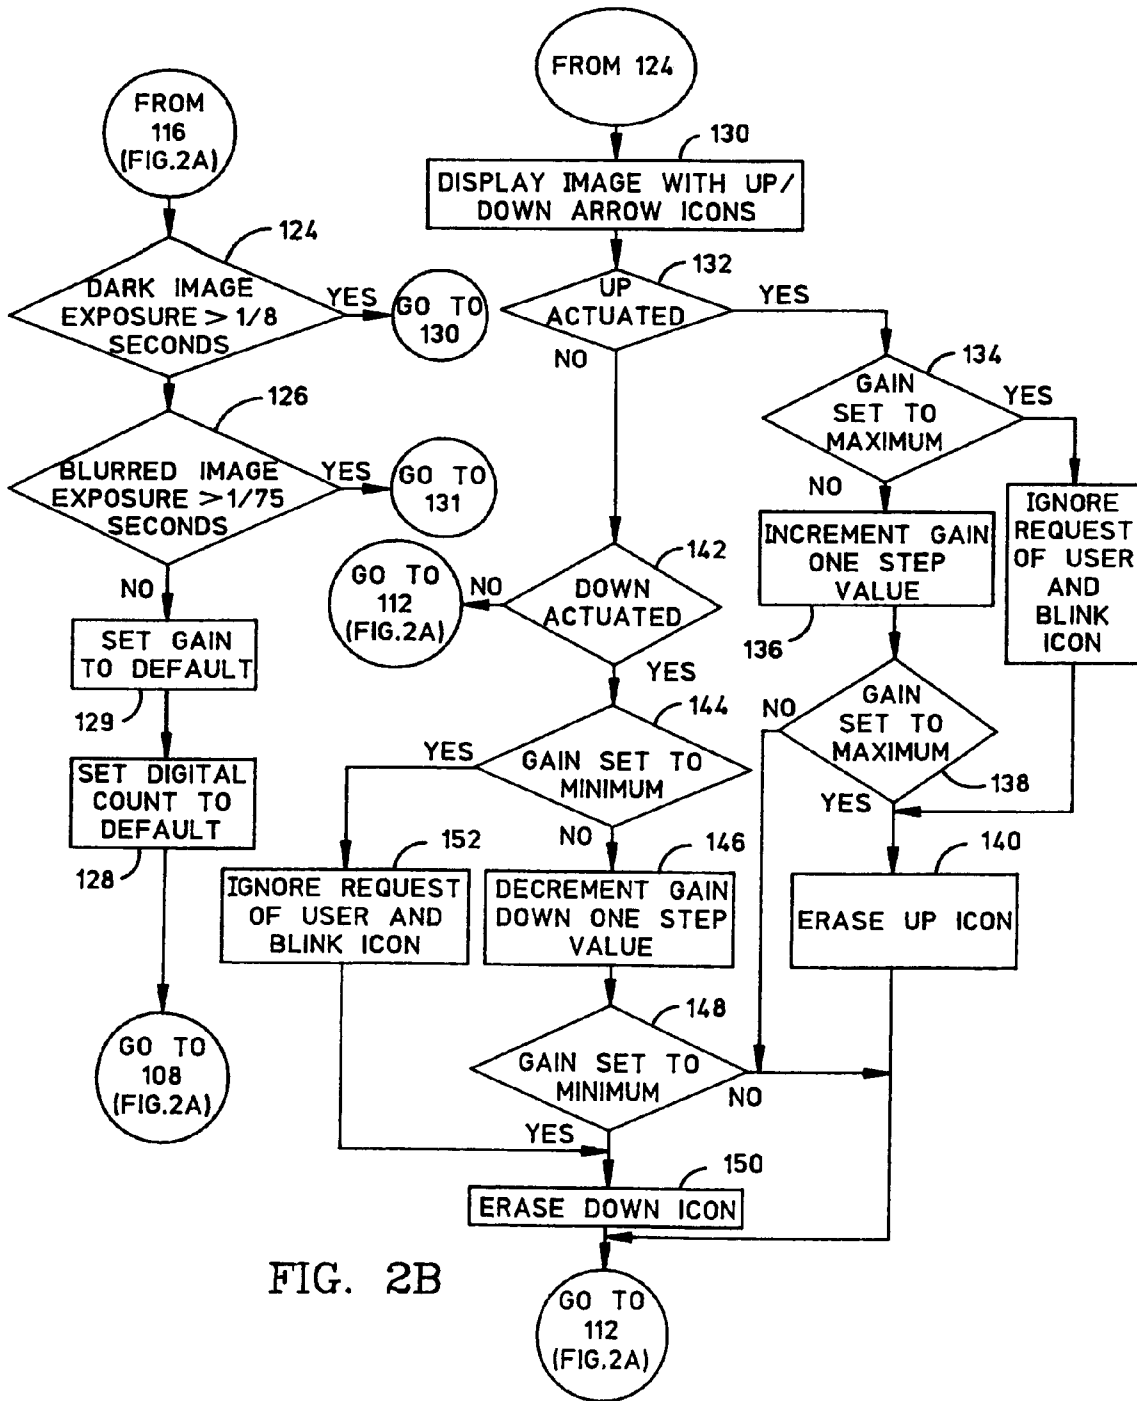 FROM
116
(FIG.2A)
124
DARK IMAGE
EXPOSURE > 1/8
SECONDS
YES
GO TO
130
126
BLURRED IMAGE
EXPOSURE > 1/75
SECONDS
YES
GO TO
131
NO
SET GAIN
TO DEFAULT
129
SET DIGITAL
COUNT TO
DEFAULT
128
GO TO
108
(FIG.2A)
FROM 124
130
DISPLAY IMAGE WITH UP/
DOWN ARROW ICONS
132
UP
ACTUATED
YES
NO
134
GAIN
SET TO
MAXIMUM
YES
NO
IGNORE
REQUEST
OF USER
AND
BLINK
ICON
INCREMENT GAIN
ONE STEP
VALUE
136
GAIN
SET TO
MAXIMUM
NO
138
YES
140
ERASE UP ICON
142
DOWN
ACTUATED
NO
GO TO
112
(FIG.2A)
YES
144
GAIN SET TO
MINIMUM
YES
NO
152
IGNORE REQUEST
OF USER AND
BLINK ICON
146
DECREMENT GAIN
DOWN ONE STEP
VALUE
148
GAIN SET TO
MINIMUM
NO
YES
150
ERASE DOWN ICON
GO TO
112
(FIG.2A)
FIG. 2B